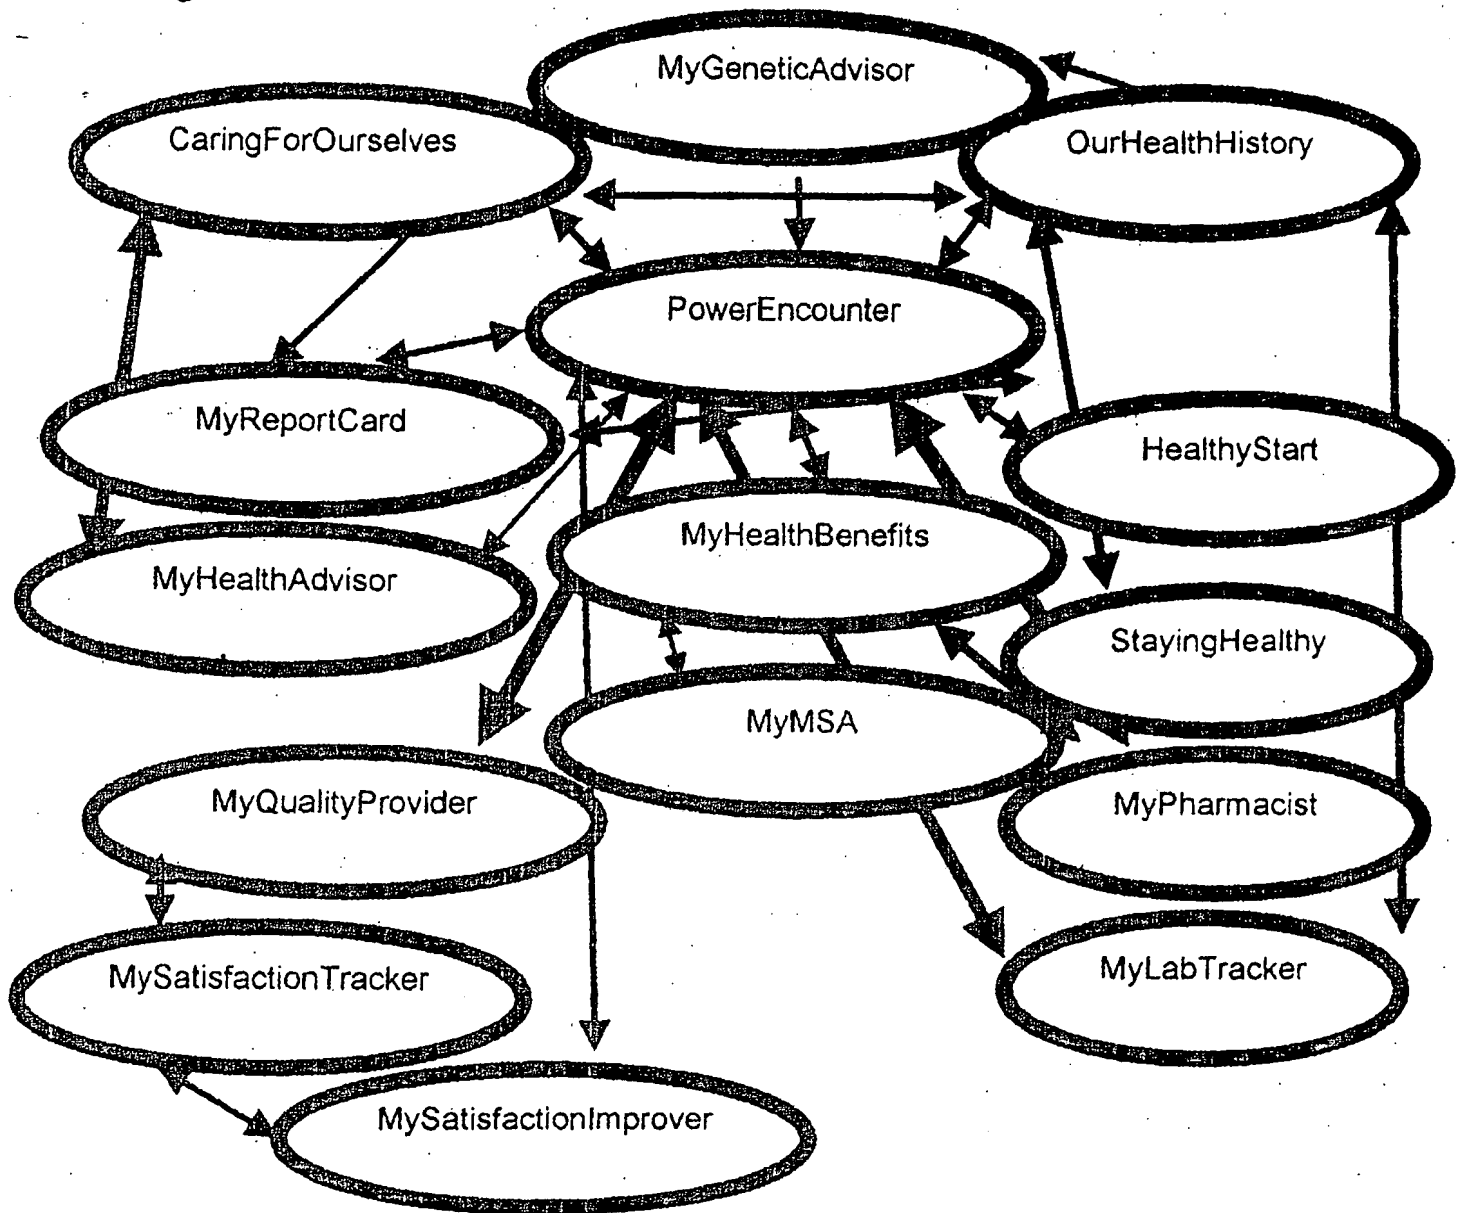 MyGeneticAdvisor
CaringForOurselves
OurHealthHistory
PowerEncounter
MyReportCard
HealthyStart
MyHealthBenefits
MyHealthAdvisor
StayingHealthy
MyMSA
MyQualityProvider
MyPharmacist
MySatisfactionTracker
MyLabTracker
MySatisfactionImprover